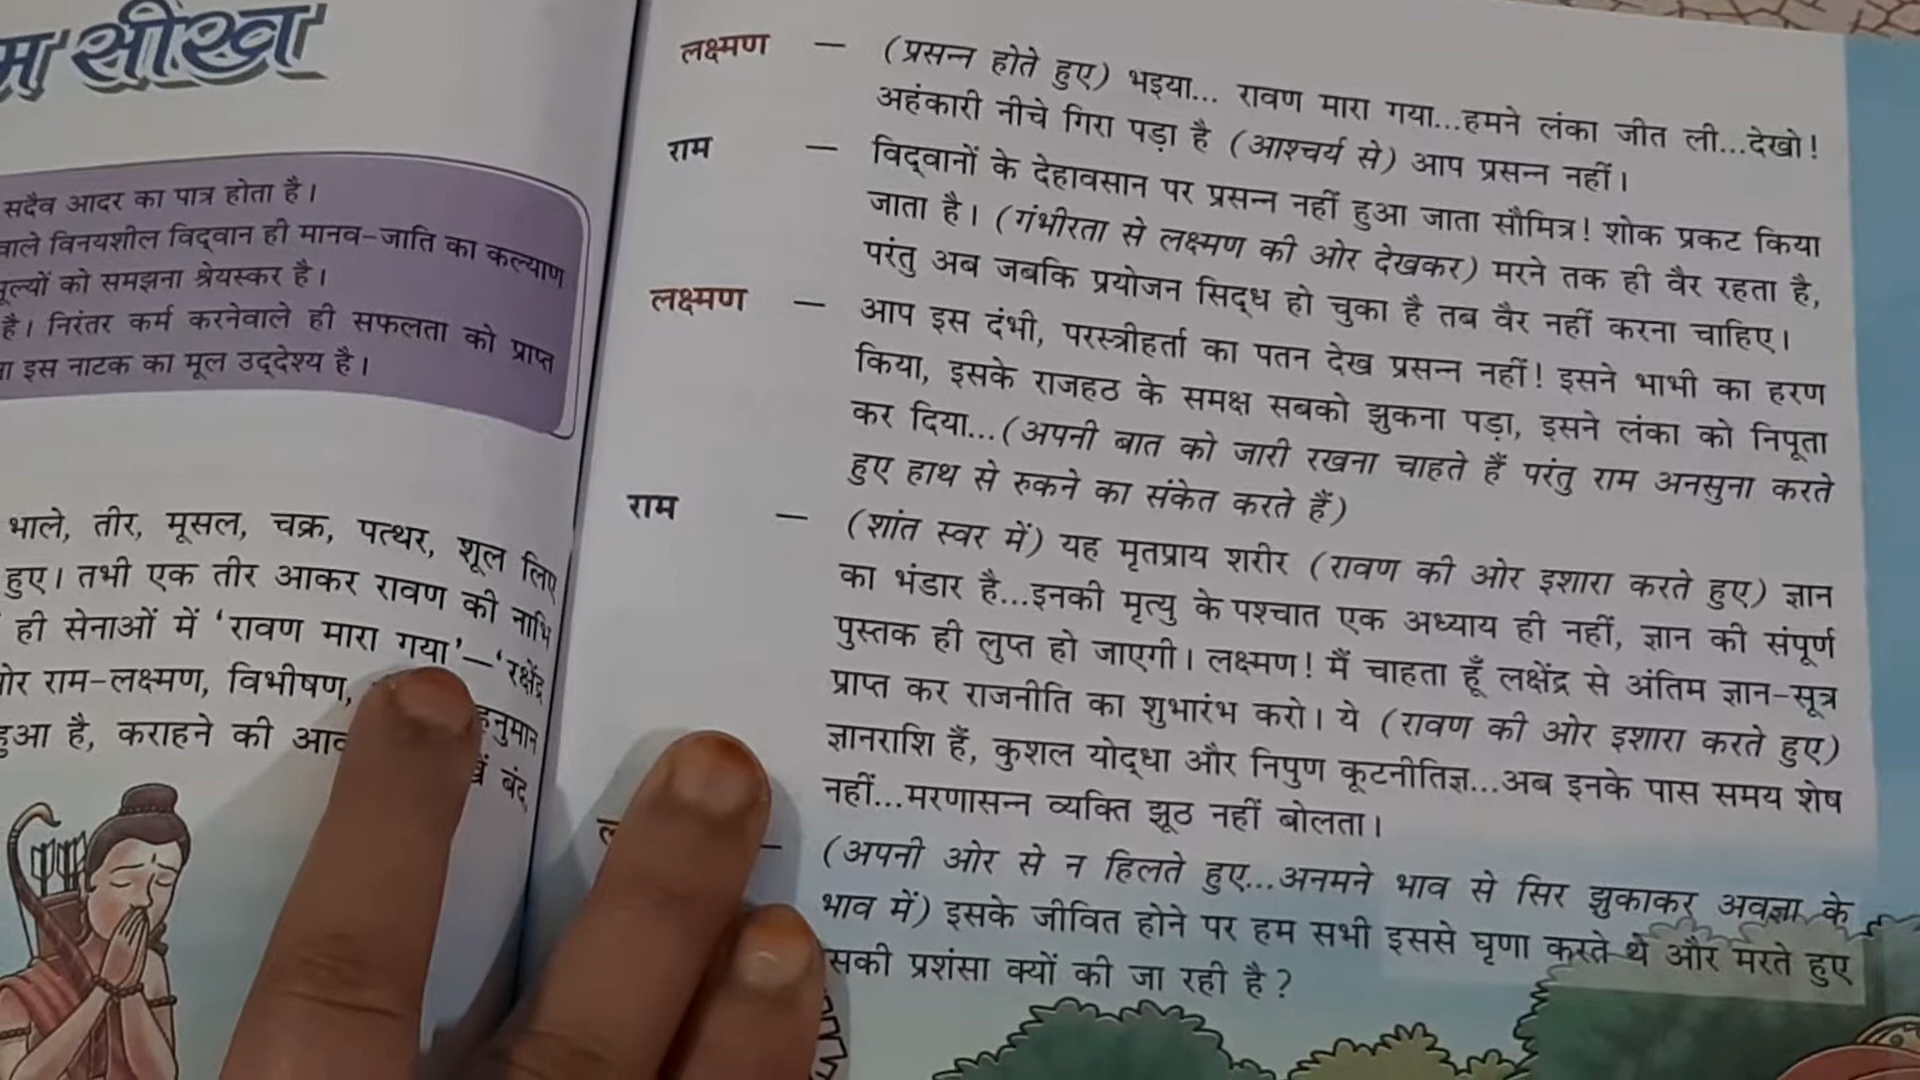 सीख
सदैव आदर का पात्र होता है।
वाले विनयशील विद्‌वान ही मानव-जाति का कल्याण
मूल्यों को समझना श्रेयस्कर है।
है। निरंतर कर्म करनेवाले ही सफलता को प्राप्त
इस नाटक का मूल उद्‌देश्य है।
भाले, तीर, मूसल, चक्र, पत्थर, शूल लिए
हुए। तभी एक तीर आकर रावण की नाभि
ही सेनाओं में ‘रावण मारा गया’—‘रक्षेंद्र
राम-लक्ष्मण, विभीषण, हनुमान
हुआ है, कराहने की बंद
लक्ष्मण — (प्रसन्न होते हुए) भइया... रावण मारा गया...हमने लंका जीत ली...देखो!
अहंकारी नीचे गिरा पड़ा है (आश्चर्य से) आप प्रसन्न नहीं।
राम — विद्‌वानों के देहावसान पर प्रसन्न नहीं हुआ जाता सौमित्र! शोक प्रकट किया
जाता है। (गंभीरता से लक्ष्मण की ओर देखकर) मरने तक ही वैर रहता है,
परंतु अब जबकि प्रयोजन सिद्‌ध हो चुका है तब वैर नहीं करना चाहिए।
लक्ष्मण — आप इस दंभी, परस्त्रीहर्ता का पतन देख प्रसन्न नहीं! इसने भाभी का हरण
किया, इसके राजहठ के समक्ष सबको झुकना पड़ा, इसने लंका को निपूता
कर दिया...(अपनी बात को जारी रखना चाहते हैं परंतु राम अनसुना करते
हुए हाथ से रुकने का संकेत करते हैं)
राम — (शांत स्वर में) यह मृतप्राय शरीर (रावण की ओर इशारा करते हुए) ज्ञान
का भंडार है...इनकी मृत्यु के पश्चात एक अध्याय ही नहीं, ज्ञान की संपूर्ण
पुस्तक ही लुप्त हो जाएगी। लक्ष्मण! मैं चाहता हूँ लक्षेंद्र से अंतिम ज्ञान-सूत्र
प्राप्त कर राजनीति का शुभारंभ करो। ये (रावण की ओर इशारा करते हुए)
ज्ञानराशि हैं, कुशल योद्‌धा और निपुण कूटनीतिज्ञ...अब इनके पास समय शेष
नहीं...मरणासन्न व्यक्ति झूठ नहीं बोलता।
— (अपनी ओर से न हिलते हुए...अनमने भाव से सिर झुकाकर अवज्ञा के
भाव में) इसके जीवित होने पर हम सभी इससे घृणा करते थे और मरते हुए
प्रशंसा क्यों की जा रही है?